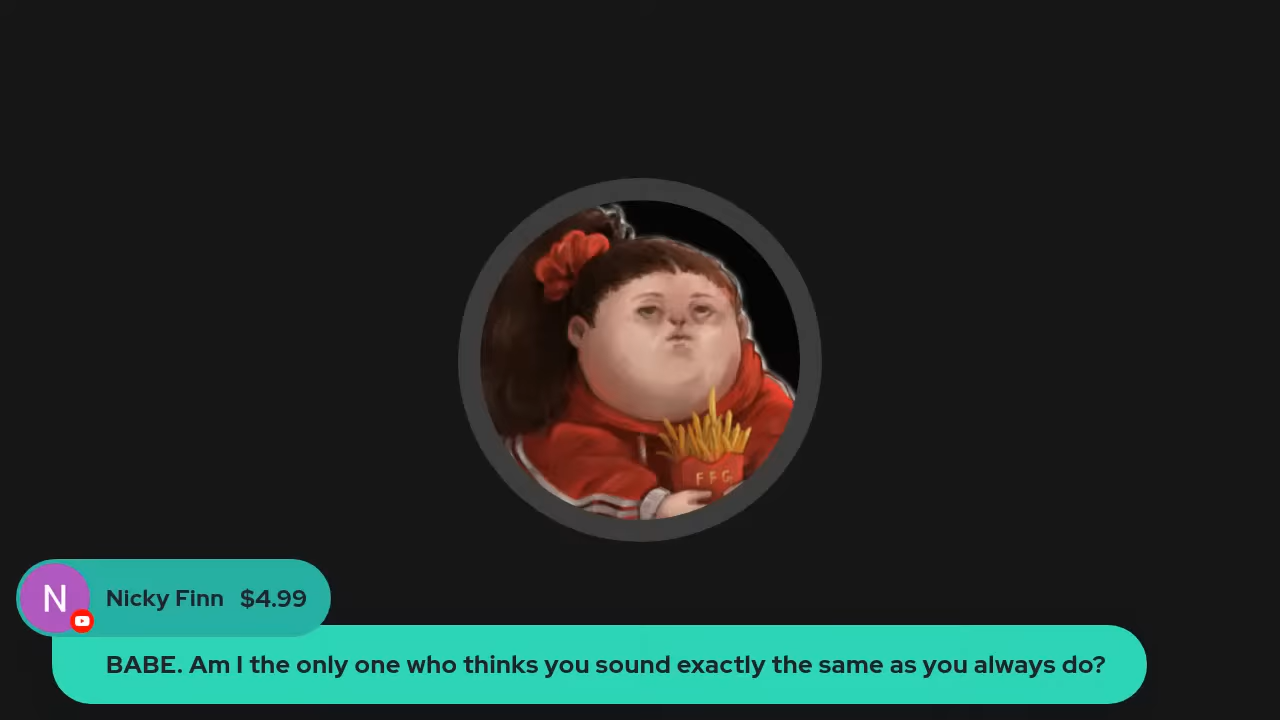 FFG
N
Nicky Finn $4.99
BABE. Am I the only one who thinks you sound exactly the same as you always do?